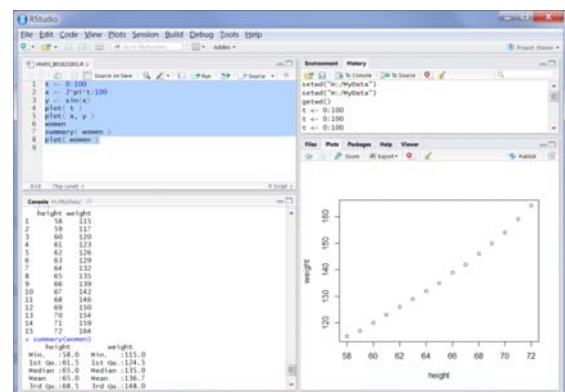 RStudio
File Edit Code View Plots Session Build Debug Tools Help
Addins
Source on Save
Run
Source
1 t <- 0:100
2 x <- 2*pi*t/100
3 y <- sin(x)
4 plot( t )
5 plot( x, y )
6 women
7 summary( women )
8 plot( women )
9
(Top Level)
R Script
Environment History
To Console To Source
setwd("H:/MyData")
setwd("H:/MyData")
getwd()
t <- 0:100
t <- 0:100
t <- 0:100
Files Plots Packages Help Viewer
Zoom Export Publish
Console H:/MyData/
height weight
1 58 115
2 59 117
3 60 120
4 61 123
5 62 126
6 63 129
7 64 132
8 65 135
9 66 139
10 67 142
11 68 146
12 69 150
13 70 154
14 71 159
15 72 164
> summary(women)
height weight
Min. :58.0 Min. :115.0
1st Qu.:61.5 1st Qu.:124.5
Median :65.0 Median :135.0
Mean :65.0 Mean :136.7
3rd Qu.:68.5 3rd Qu.:148.0
weight
160
150
140
130
120
58 60 62 64 66 68 70 72
height